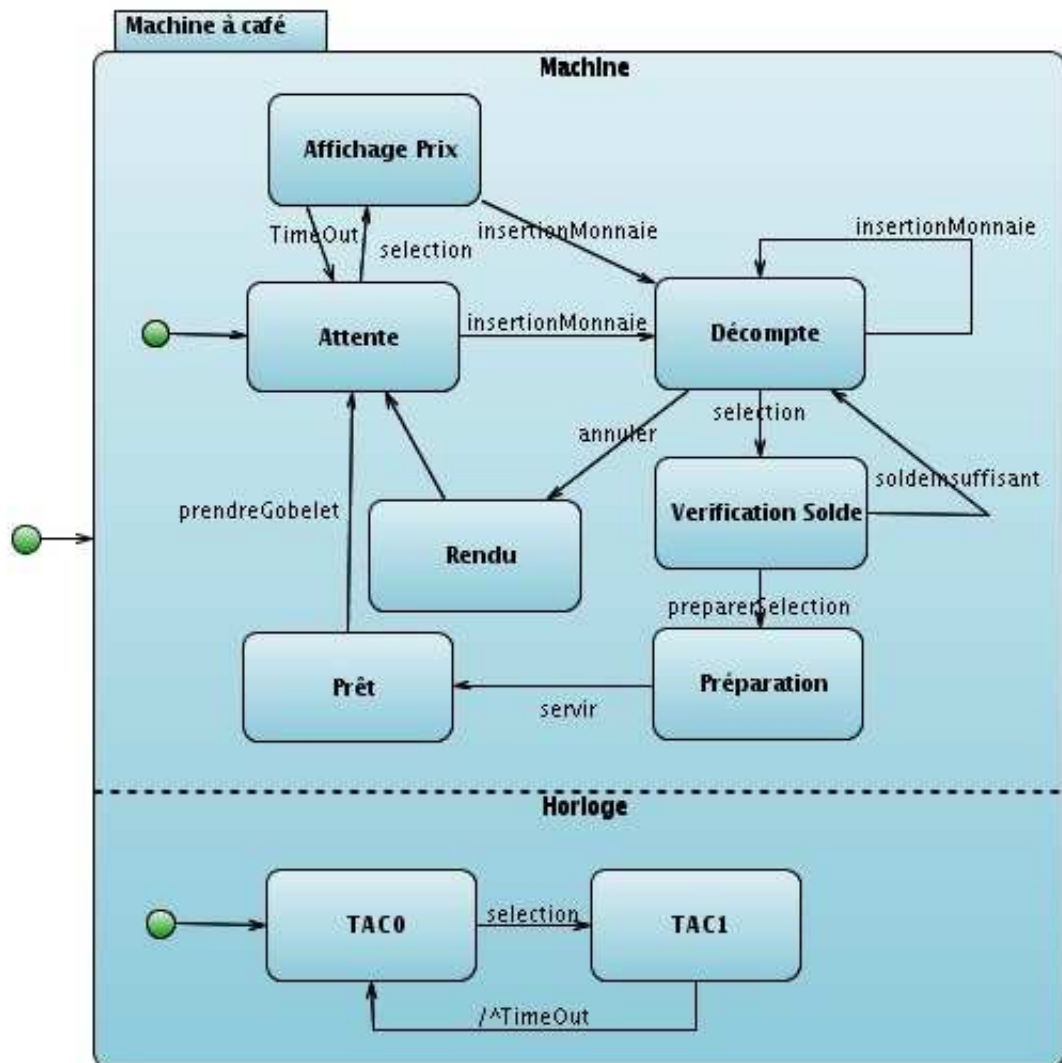 Machine à café
Machine
Affichage Prix
TimeOut
selection
insertionMonnaie
insertionMonnaie
Attente
insertionMonnaie
Décompte
annuler
selection
prendreGobelet
Rendu
Verification Solde
soldeInsuffisant
preparerSelection
Prêt
servir
Préparation
Horloge
TAC0
selection
TAC1
/^TimeOut